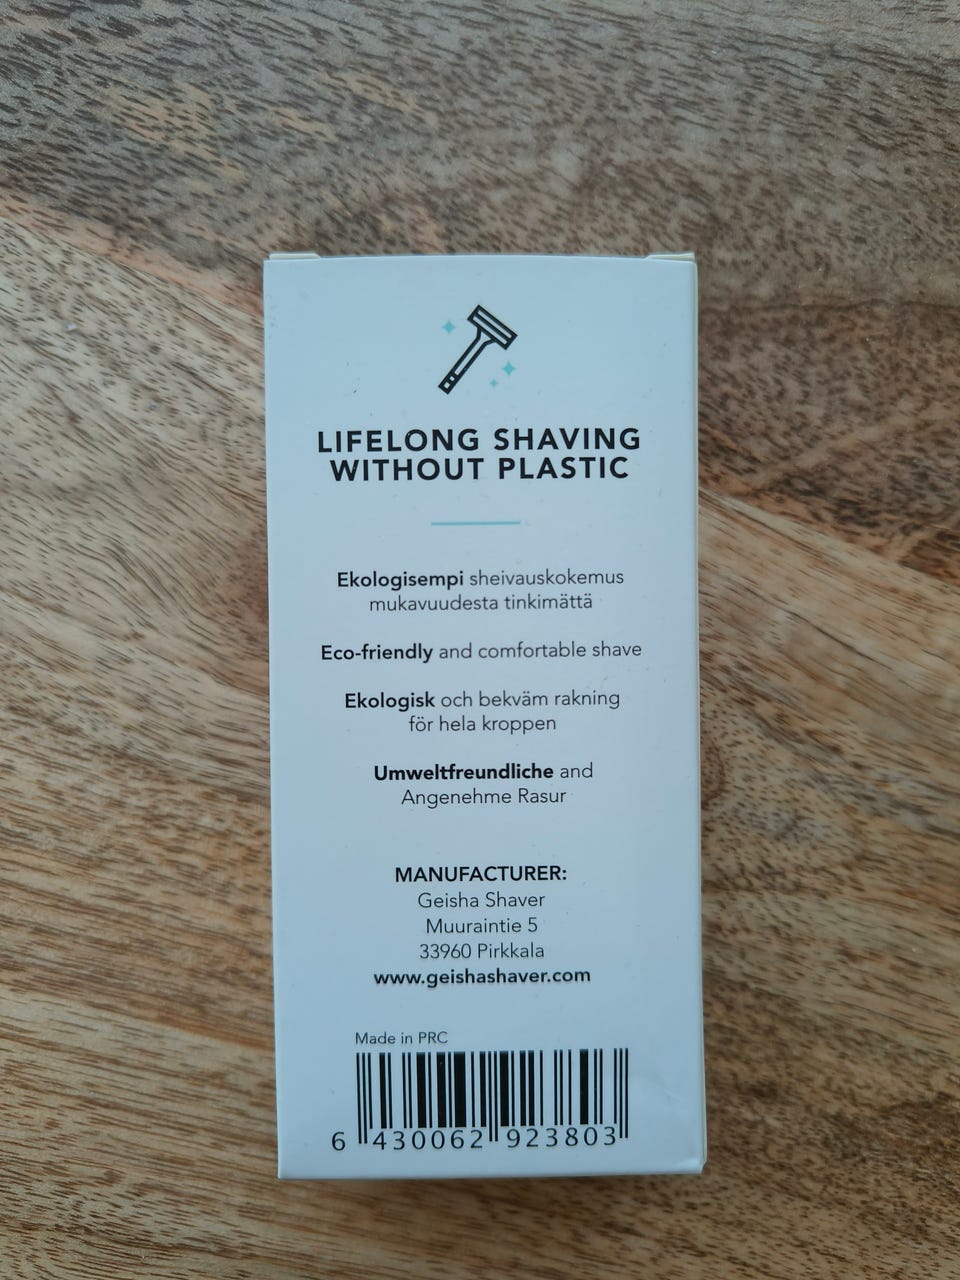 LIFELONG SHAVING
WITHOUT PLASTIC
Ekologisempi sheivauskokemus
mukavuudesta tinkimättä
Eco-friendly and comfortable shave
Ekologisk och bekväm rakning
för hela kroppen
Umweltfreundliche and
Angenehme Rasur
MANUFACTURER:
Geisha Shaver
Muuraintie 5
33960 Pirkkala
www.geishashaver.com
Made in PRC
6 430062 923803